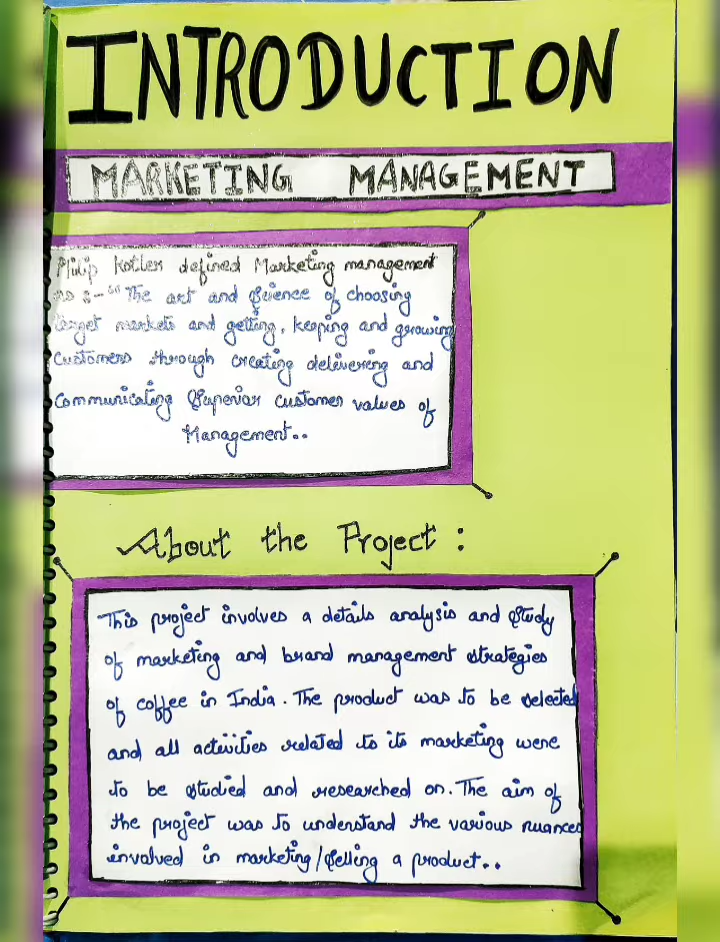 INTRODUCTION
MARKETING MANAGEMENT
Philip Kotler defined Marketing management
as :- "The art and Science of choosing
target markets and getting, keeping and growing
Customers through creating delivering and
Communicating Superior customer values of
Management..
About the Project :
This project involves a details analysis and Study
of marketing and brand management strategies
of coffee in India. The product was to be selected
and all activities related to its marketing were
to be studied and researched on. The aim of
the project was to understand the various nuances
involved in marketing/Selling a product..